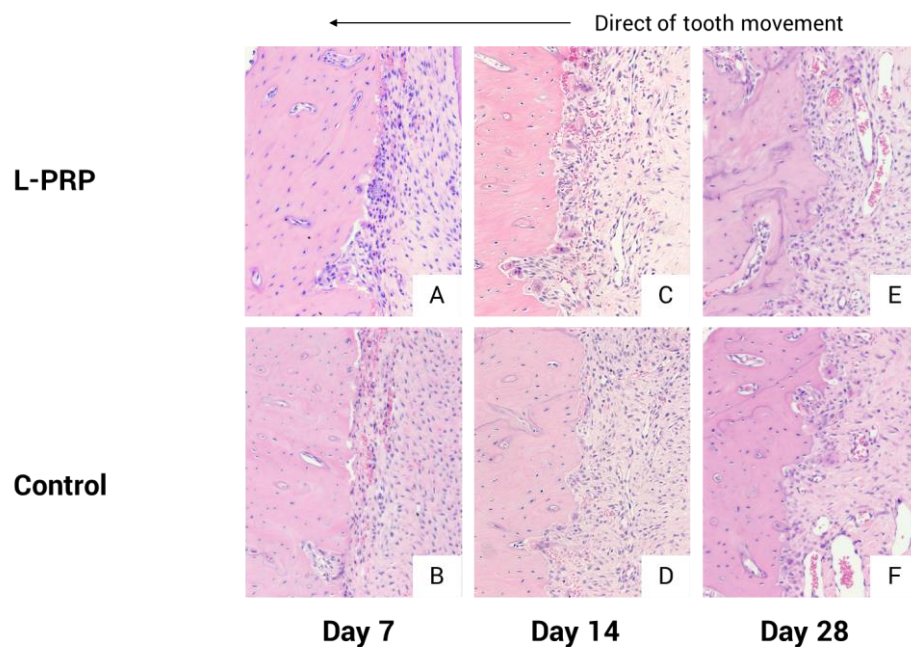 Direct of tooth movement
L-PRP
A
C
E
Control
B
D
F
Day 7
Day 14
Day 28